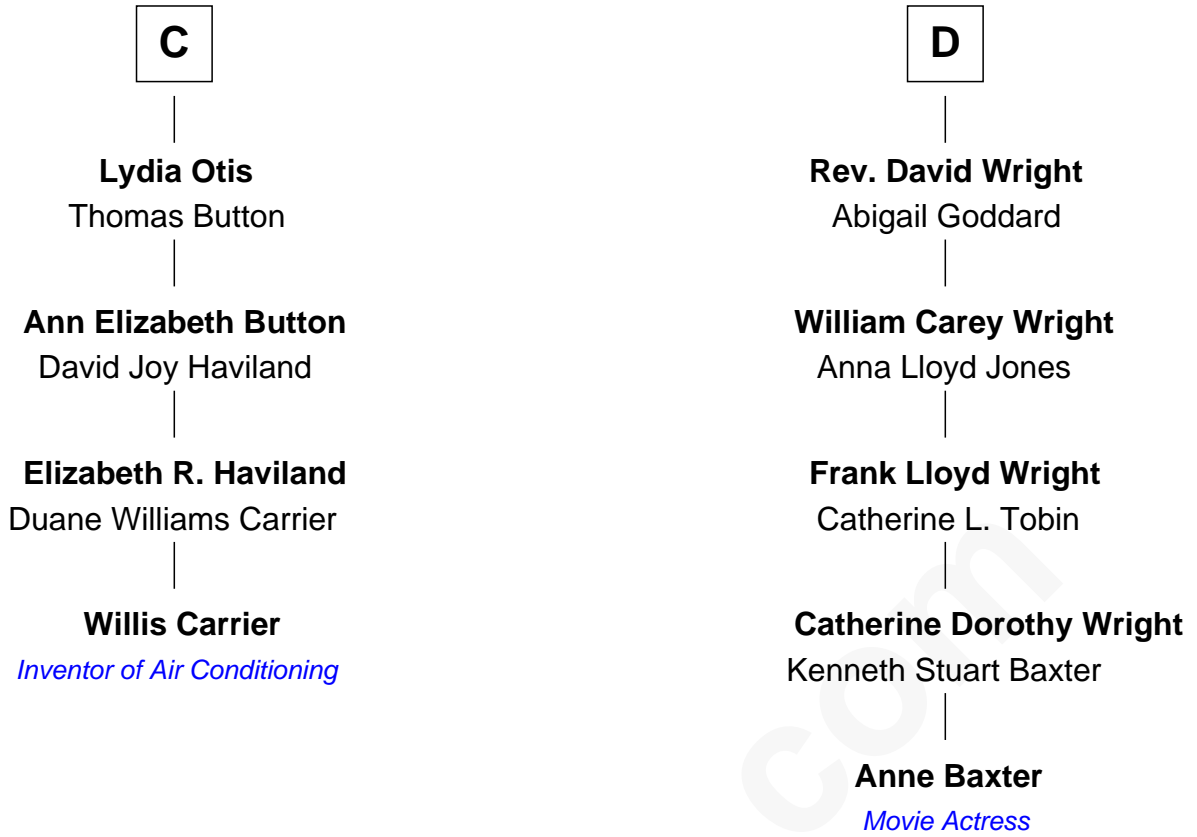 C
Lydia Otis
Thomas Button
Ann Elizabeth Button
David Joy Haviland
Elizabeth R. Haviland
Duane Williams Carrier
Willis Carrier
Inventor of Air Conditioning
D
Rev. David Wright
Abigail Goddard
William Carey Wright
Anna Lloyd Jones
Frank Lloyd Wright
Catherine L. Tobin
Catherine Dorothy Wright
Kenneth Stuart Baxter
Anne Baxter
Movie Actress
com